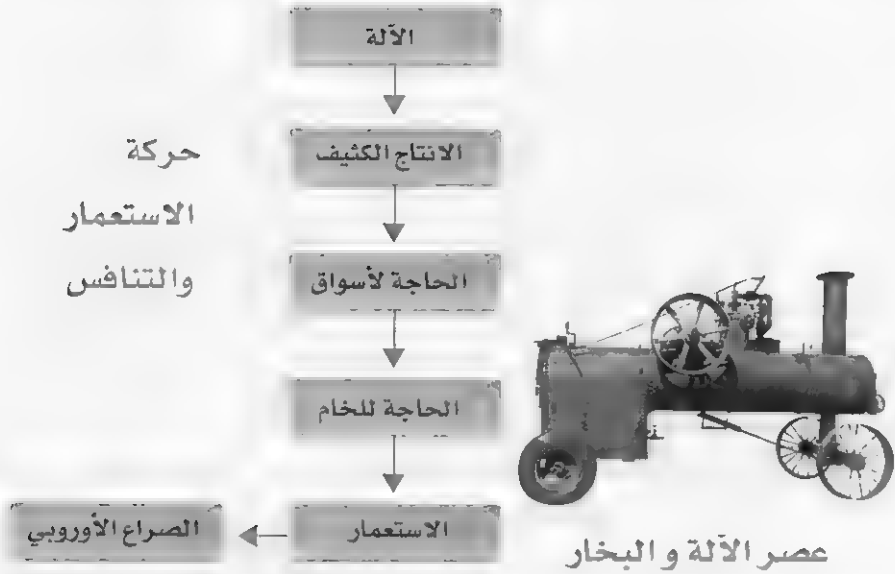 الآلة
الانتاج الكثيف
حركة
الاستعمار
والتنافس
الحاجة لأسواق
الحاجة للخام
الاستعمار
الصراع الأوروبي
عصر الآلة والبخار